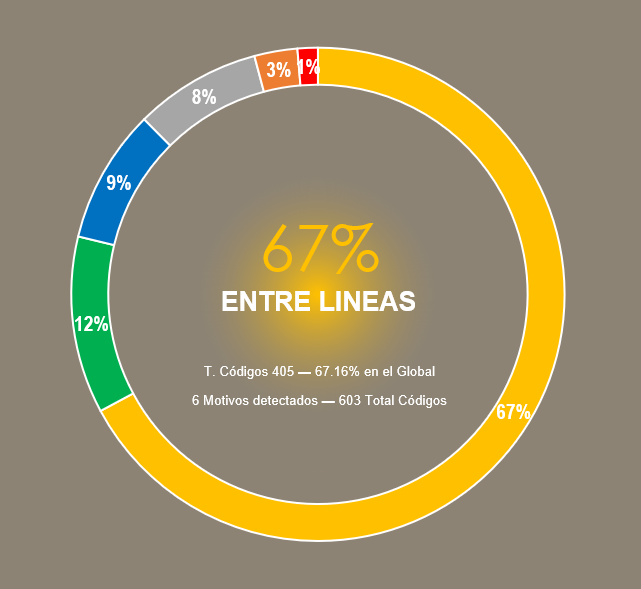 3%
1%
8%
9%
67%
ENTRE LINEAS
12%
T. Códigos 405 — 67.16% en el Global
6 Motivos detectados — 603 Total Códigos
67%